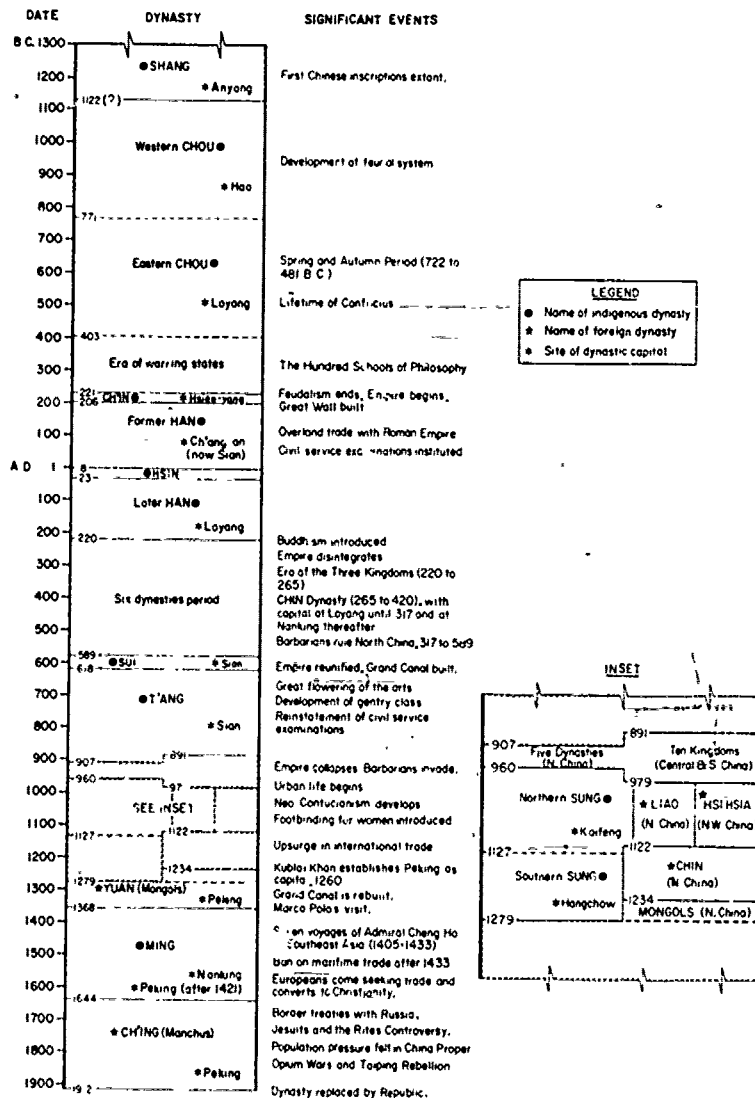 DATE DYNASTY SIGNIFICANT EVENTS
B.C. 1300
1200
1100
1000
900
800
700
600
500
400
300
200
100
A D 1
100
200
300
400
500
600
700
800
900
1000
1100
1200
1300
1400
1500
1600
1700
1800
1900
● SHANG
* Anyang
1122 (?)
Western CHOU ●
* Hao
771
Eastern CHOU ●
* Loyang
403
Era of warring states
221
CH'IN ●
206
Former HAN ●
* Ch'ang an
(now Sian)
8
● HSIN
23
Later HAN ●
* Loyang
220
Six dynasties period
589
● SUI * Sian
618
● T'ANG
* Sian
907 891
960 97
SEE INSET
1127 1122
1234
1279
★ YUAN (Mongols)
* Peking
1368
● MING
* Nanking
* Peking (after 1421)
1644
★ CH'ING (Manchus)
* Peking
19 2
First Chinese inscriptions extant.
Development of feudal system
Spring and Autumn Period (722 to
481 B C)
Lifetime of Confucius
The Hundred Schools of Philosophy
Feudalism ends, Empire begins,
Great Wall built
Overland trade with Roman Empire
Civil service instituted
Buddhism introduced
Empire disintegrates
Era of the Three Kingdoms (220 to
265)
CHIN Dynasty (265 to 420), with
capital at Loyang until 317 and at
Nanking thereafter
Barbarians rule North China, 317 to 589
Empire reunified, Grand Canal built.
Great flowering of the arts
Development of gentry class
Reinstatement of civil service
examinations
Empire collapses Barbarians invade.
Urban life begins
Neo Confucianism develops
Footbinding for women introduced
Upsurge in international trade
Kublai Khan establishes Peking as
capital, 1260
Grand Canal is rebuilt.
Marco Polo's visit.
voyages of Admiral Cheng Ho
Southeast Asia (1405-1433)
Ban on maritime trade after 1433
Europeans come seeking trade and
converts to Christianity.
Border treaties with Russia.
Jesuits and the Rites Controversy.
Population pressure felt in China Proper
Opium Wars and Taiping Rebellion
Dynasty replaced by Republic.
LEGEND
● Name of indigenous dynasty
★ Name of foreign dynasty
* Site of dynastic capital
INSET
907 891
Five Dynasties
(N. China)
Ten Kingdoms
(Central & S. China)
960 979
Northern SUNG ●
* Kaifeng
★ LIAO
(N China)
★ HSI HSIA
(N W China)
1127 1122
Southern SUNG ●
* Hangchow
★ CHIN
(N China)
1234
MONGOLS (N. China)
1279